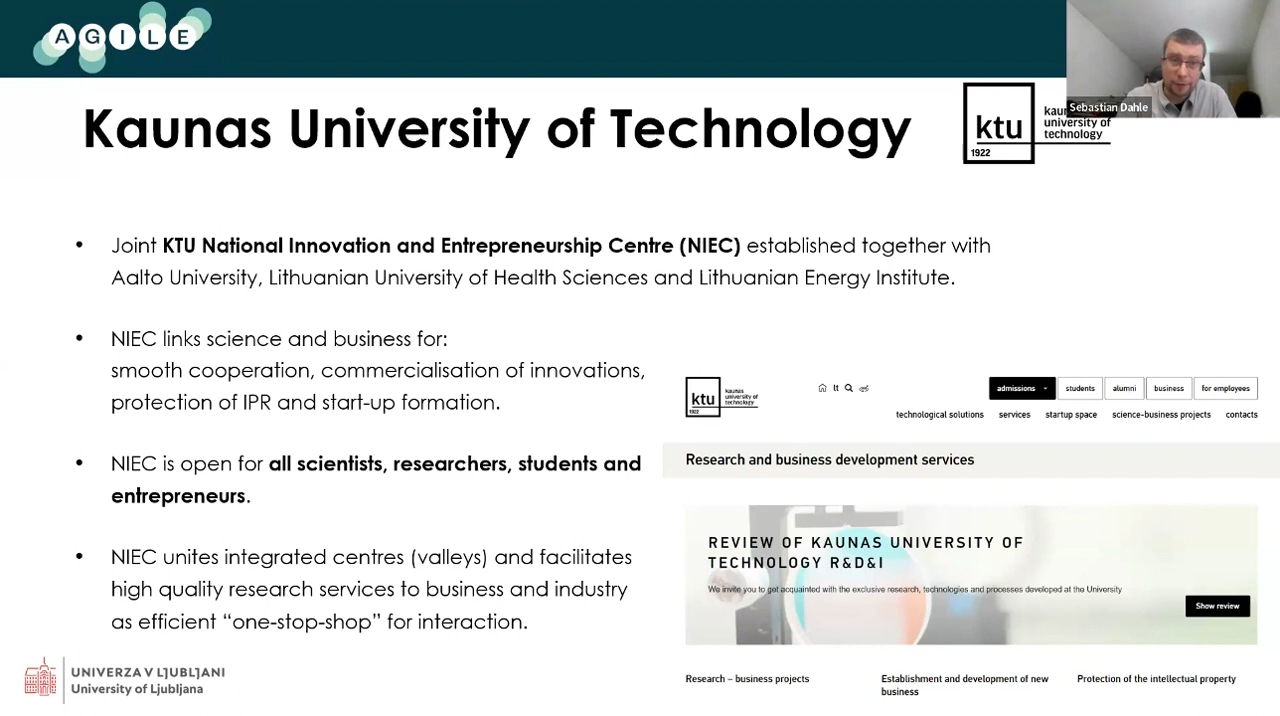 AGILE
Sebastian Dahle
Kaunas University of Technology
ktu
1922
university of
technology
• Joint KTU National Innovation and Entrepreneurship Centre (NIEC) established together with
Aalto University, Lithuanian University of Health Sciences and Lithuanian Energy Institute.
• NIEC links science and business for:
smooth cooperation, commercialisation of innovations,
protection of IPR and start-up formation.
• NIEC is open for all scientists, researchers, students and
entrepreneurs.
• NIEC unites integrated centres (valleys) and facilitates
high quality research services to business and industry
as efficient “one-stop-shop” for interaction.
ktu
1922
kaunas
university of
technology
lt
admissions
students
alumni
business
for employees
technological solutions
services
startup space
science-business projects
contacts
Research and business development services
REVIEW OF KAUNAS UNIVERSITY OF
TECHNOLOGY R&D&I
We invite you to get acquainted with the exclusive research, technologies and processes developed at the University
Show review
Research – business projects
Establishment and development of new
business
Protection of the intellectual property
UNIVERZA V LJUBLJANI
University of Ljubljana